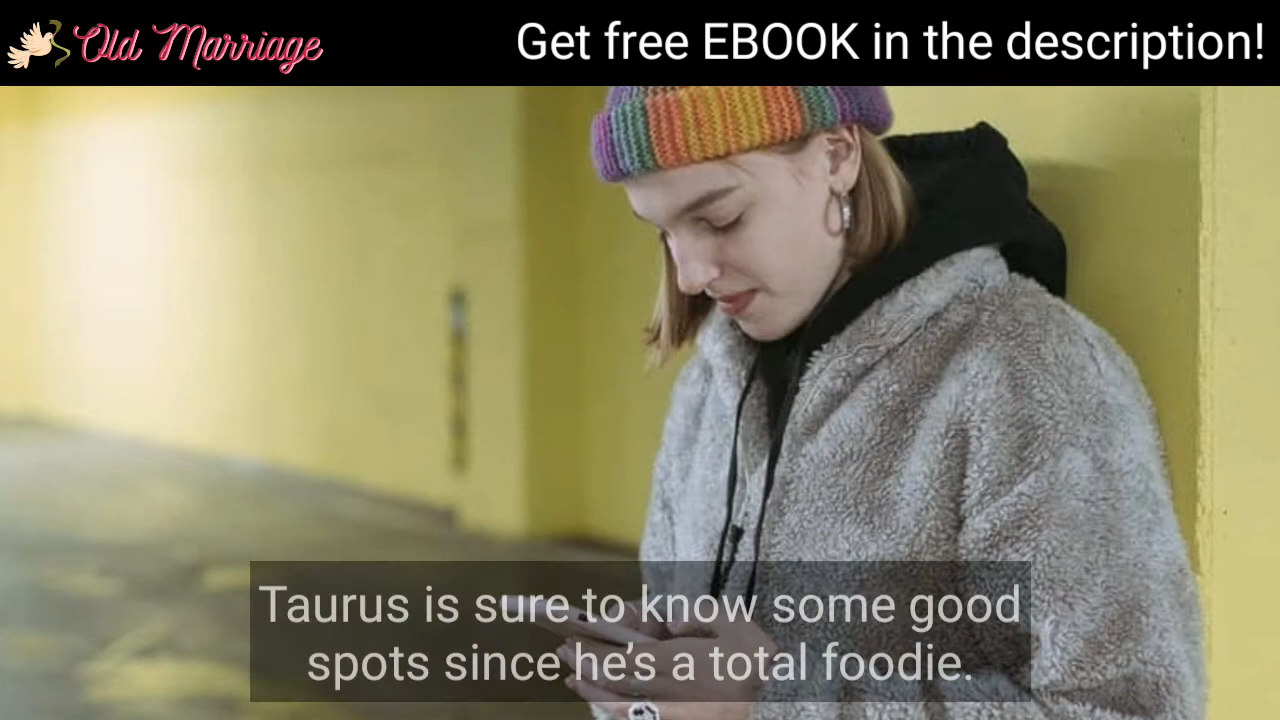 Old Marriage
Get free EBOOK in the description!
Taurus is sure to know some good
spots since he's a total foodie.